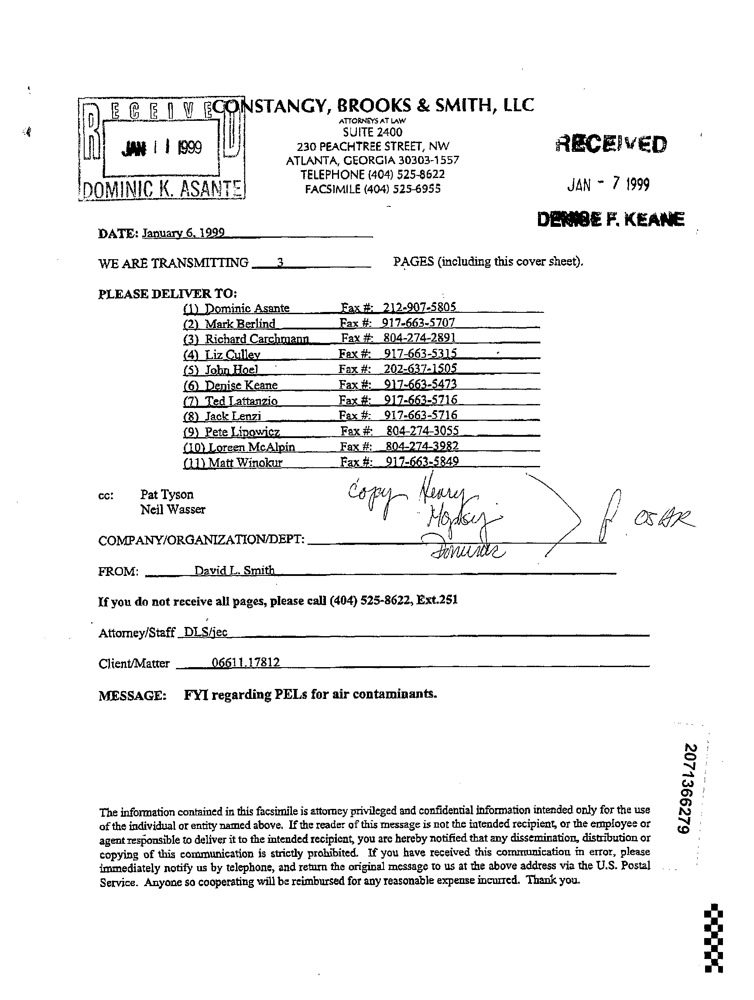 RECEIVED
JAN 11 1999
DOMINIC K. ASANTE
CONSTANGY, BROOKS & SMITH, LLC
ATTORNEYS AT LAW
SUITE 2400
230 PEACHTREE STREET, NW
ATLANTA, GEORGIA 30303-1557
TELEPHONE (404) 525-8622
FACSIMILE (404) 525-6955
RECEIVED
JAN - 7 1999
DENISE F. KEANE
DATE: January 6, 1999
WE ARE TRANSMITTING 3 PAGES (including this cover sheet).
PLEASE DELIVER TO:
(1) Dominic Asante Fax #: 212-907-5805
(2) Mark Berlind Fax #: 917-663-5707
(3) Richard Carchmann Fax #: 804-274-2891
(4) Liz Culley Fax #: 917-663-5315
(5) John Hoel Fax #: 202-637-1505
(6) Denise Keane Fax #: 917-663-5473
(7) Ted Lattanzio Fax #: 917-663-5716
(8) Jack Lenzi Fax #: 917-663-5716
(9) Pete Lipowicz Fax #: 804-274-3055
(10) Loreen McAlpin Fax #: 804-274-3982
(11) Matt Winokur Fax #: 917-663-5849
cc: Pat Tyson
Neil Wasser
Copy Henry
COMPANY/ORGANIZATION/DEPT:
FROM: David L. Smith
If you do not receive all pages, please call (404) 525-8622, Ext.251
Attorney/Staff DLS/jec
Client/Matter 06611.17812
MESSAGE: FYI regarding PELs for air contaminants.
2071366279
The information contained in this facsimile is attorney privileged and confidential information intended only for the use
of the individual or entity named above. If the reader of this message is not the intended recipient, or the employee or
agent responsible to deliver it to the intended recipient, you are hereby notified that any dissemination, distribution or
copying of this communication is strictly prohibited. If you have received this communication in error, please
immediately notify us by telephone, and return the original message to us at the above address via the U.S. Postal
Service. Anyone so cooperating will be reimbursed for any reasonable expense incurred. Thank you.